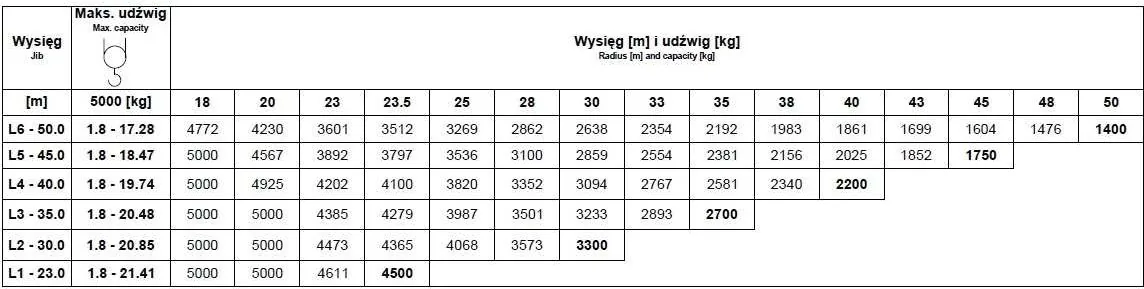 Wysięg
Jib
Maks. udźwig
Max. capacity
Wysięg [m] i udźwig [kg]
Radius [m] and capacity [kg]
[m] 5000 [kg] 18 20 23 23.5 25 28 30 33 35 38 40 43 45 48 50
L6 - 50.0 1.8 - 17.28 4772 4230 3601 3512 3269 2862 2638 2354 2192 1983 1861 1699 1604 1476 1400
L5 - 45.0 1.8 - 18.47 5000 4567 3892 3797 3536 3100 2859 2554 2381 2156 2025 1852 1750
L4 - 40.0 1.8 - 19.74 5000 4925 4202 4100 3820 3352 3094 2767 2581 2340 2200
L3 - 35.0 1.8 - 20.48 5000 5000 4385 4279 3987 3501 3233 2893 2700
L2 - 30.0 1.8 - 20.85 5000 5000 4473 4365 4068 3573 3300
L1 - 23.0 1.8 - 21.41 5000 5000 4611 4500